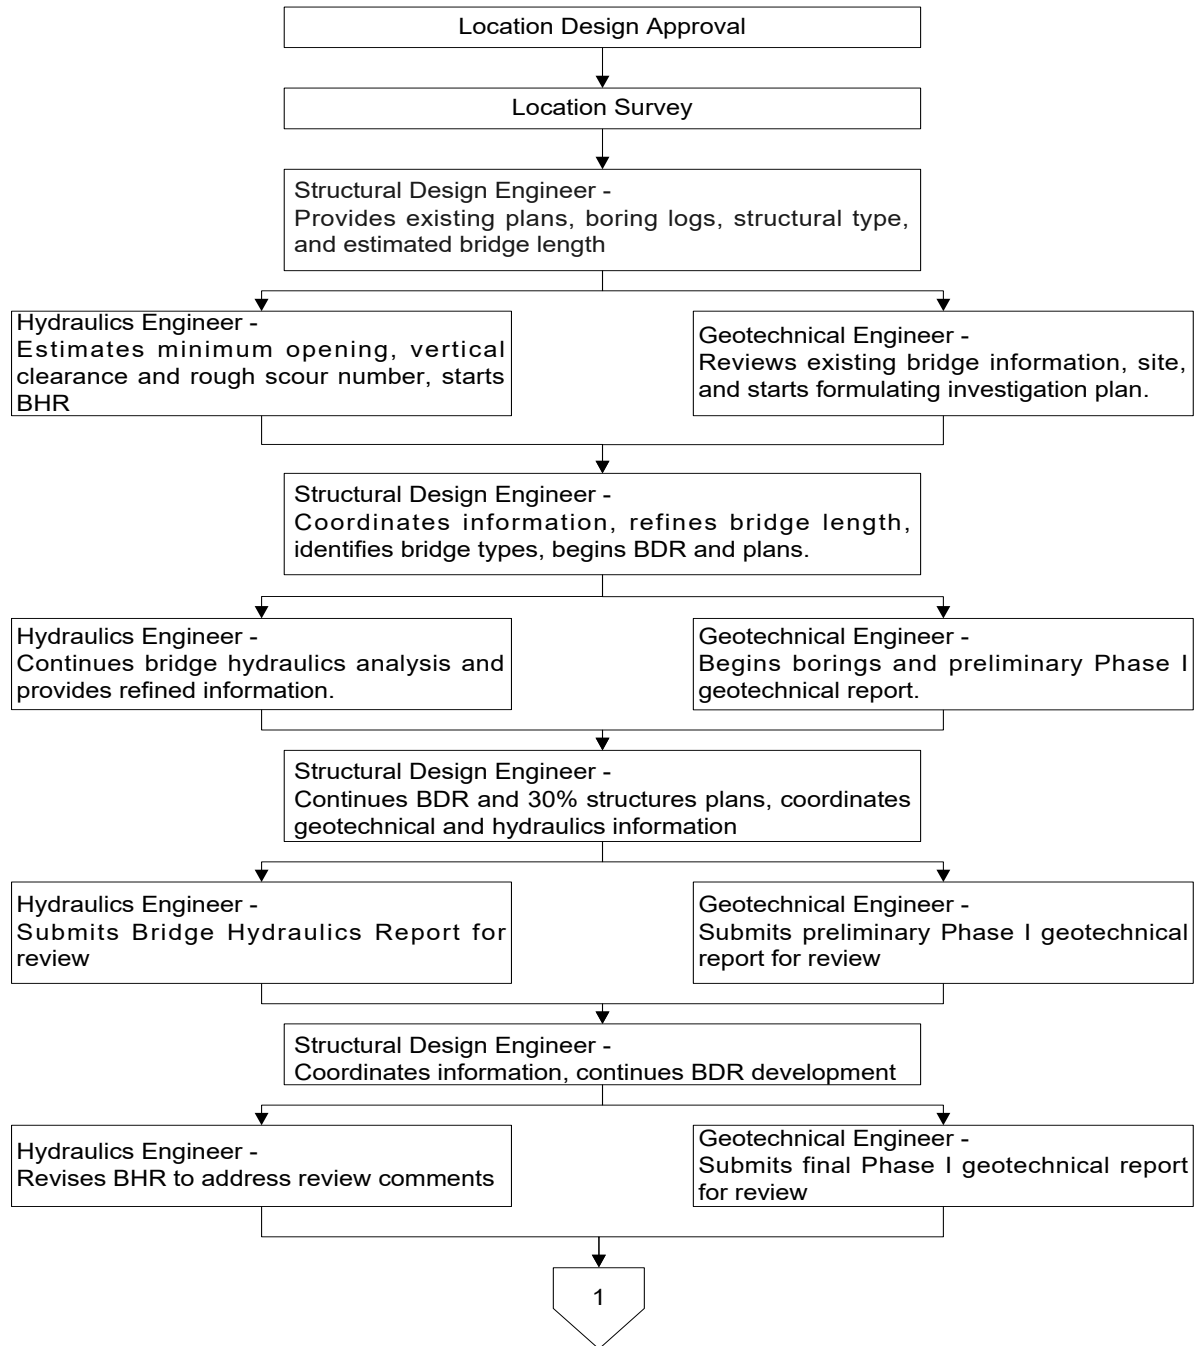 Location Design Approval
Location Survey
Structural Design Engineer -
Provides existing plans, boring logs, structural type,
and estimated bridge length
Hydraulics Engineer -
Estimates minimum opening, vertical
clearance and rough scour number, starts
BHR
Geotechnical Engineer -
Reviews existing bridge information, site,
and starts formulating investigation plan.
Structural Design Engineer -
Coordinates information, refines bridge length,
identifies bridge types, begins BDR and plans.
Hydraulics Engineer -
Continues bridge hydraulics analysis and
provides refined information.
Geotechnical Engineer -
Begins borings and preliminary Phase I
geotechnical report.
Structural Design Engineer -
Continues BDR and 30% structures plans, coordinates
geotechnical and hydraulics information
Hydraulics Engineer -
Submits Bridge Hydraulics Report for
review
Geotechnical Engineer -
Submits preliminary Phase I geotechnical
report for review
Structural Design Engineer -
Coordinates information, continues BDR development
Hydraulics Engineer -
Revises BHR to address review comments
Geotechnical Engineer -
Submits final Phase I geotechnical report
for review
1